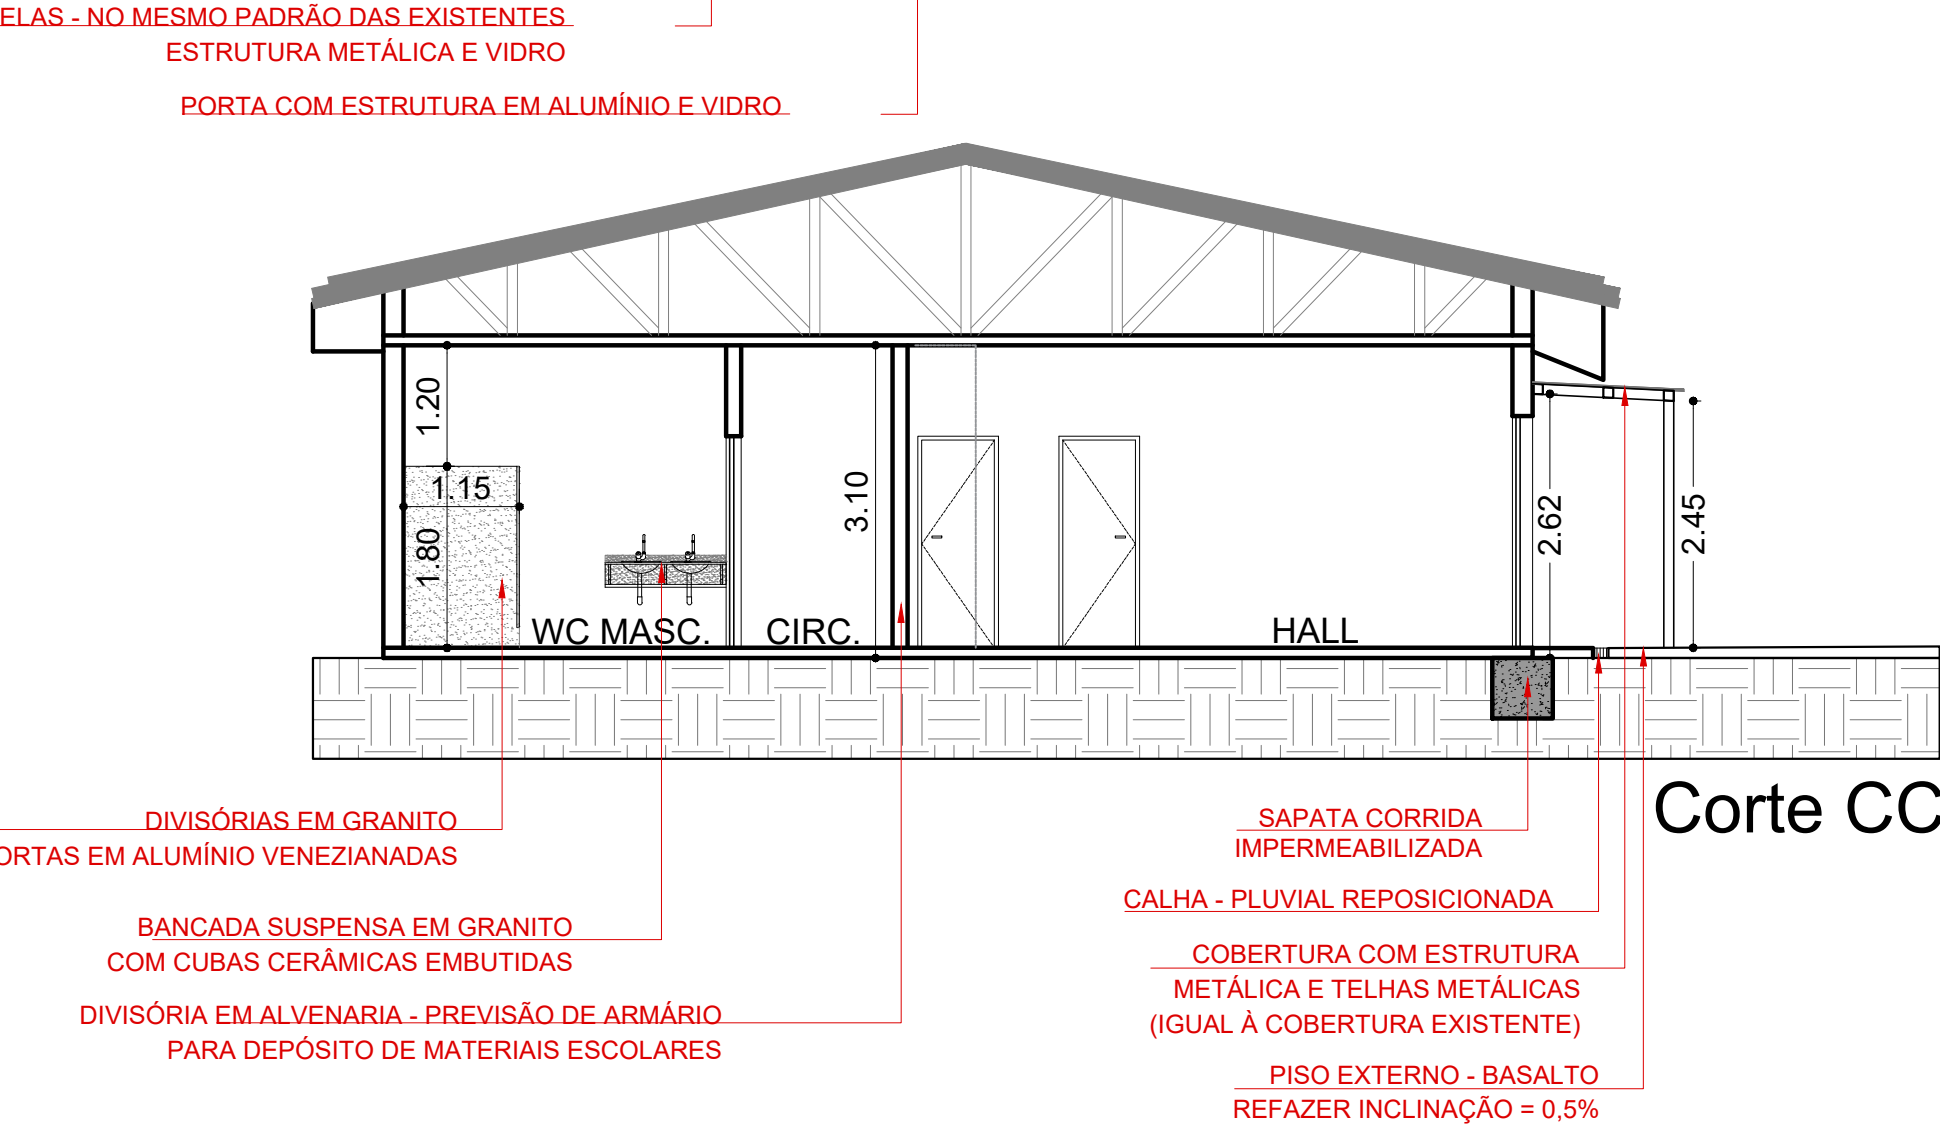 ELAS - NO MESMO PADRÃO DAS EXISTENTES
ESTRUTURA METÁLICA E VIDRO
PORTA COM ESTRUTURA EM ALUMÍNIO E VIDRO
1.20
1.15
1.80
3.10
2.62
2.45
WC MASC.
CIRC.
HALL
Corte CC
DIVISÓRIAS EM GRANITO
ORTAS EM ALUMÍNIO VENEZIANADAS
BANCADA SUSPENSA EM GRANITO
COM CUBAS CERÂMICAS EMBUTIDAS
DIVISÓRIA EM ALVENARIA - PREVISÃO DE ARMÁRIO
PARA DEPÓSITO DE MATERIAIS ESCOLARES
SAPATA CORRIDA
IMPERMEABILIZADA
CALHA - PLUVIAL REPOSICIONADA
COBERTURA COM ESTRUTURA
METÁLICA E TELHAS METÁLICAS
(IGUAL À COBERTURA EXISTENTE)
PISO EXTERNO - BASALTO
REFAZER INCLINAÇÃO = 0,5%